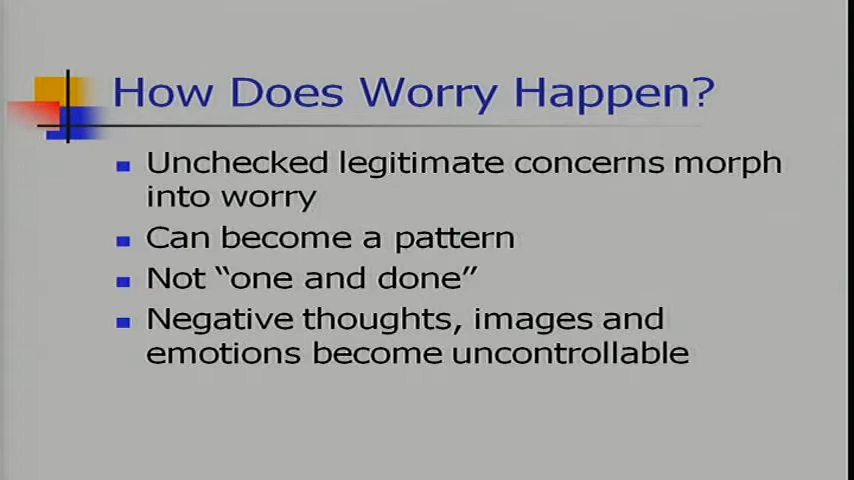 How Does Worry Happen?
Unchecked legitimate concerns morph
into worry
Can become a pattern
Not “one and done”
Negative thoughts, images and
emotions become uncontrollable